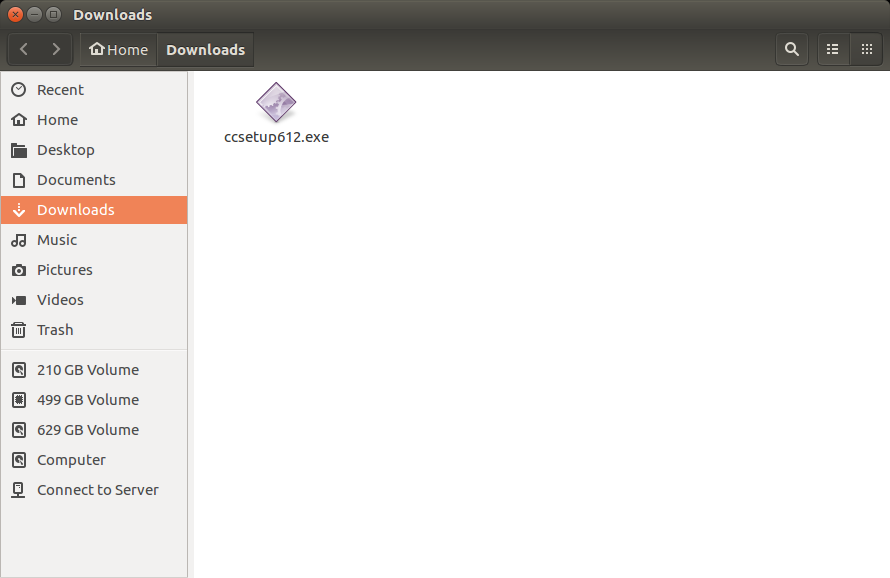 Downloads
Home
Downloads
Recent
Home
Desktop
Documents
Downloads
Music
Pictures
Videos
Trash
210 GB Volume
499 GB Volume
629 GB Volume
Computer
Connect to Server
ccsetup612.exe